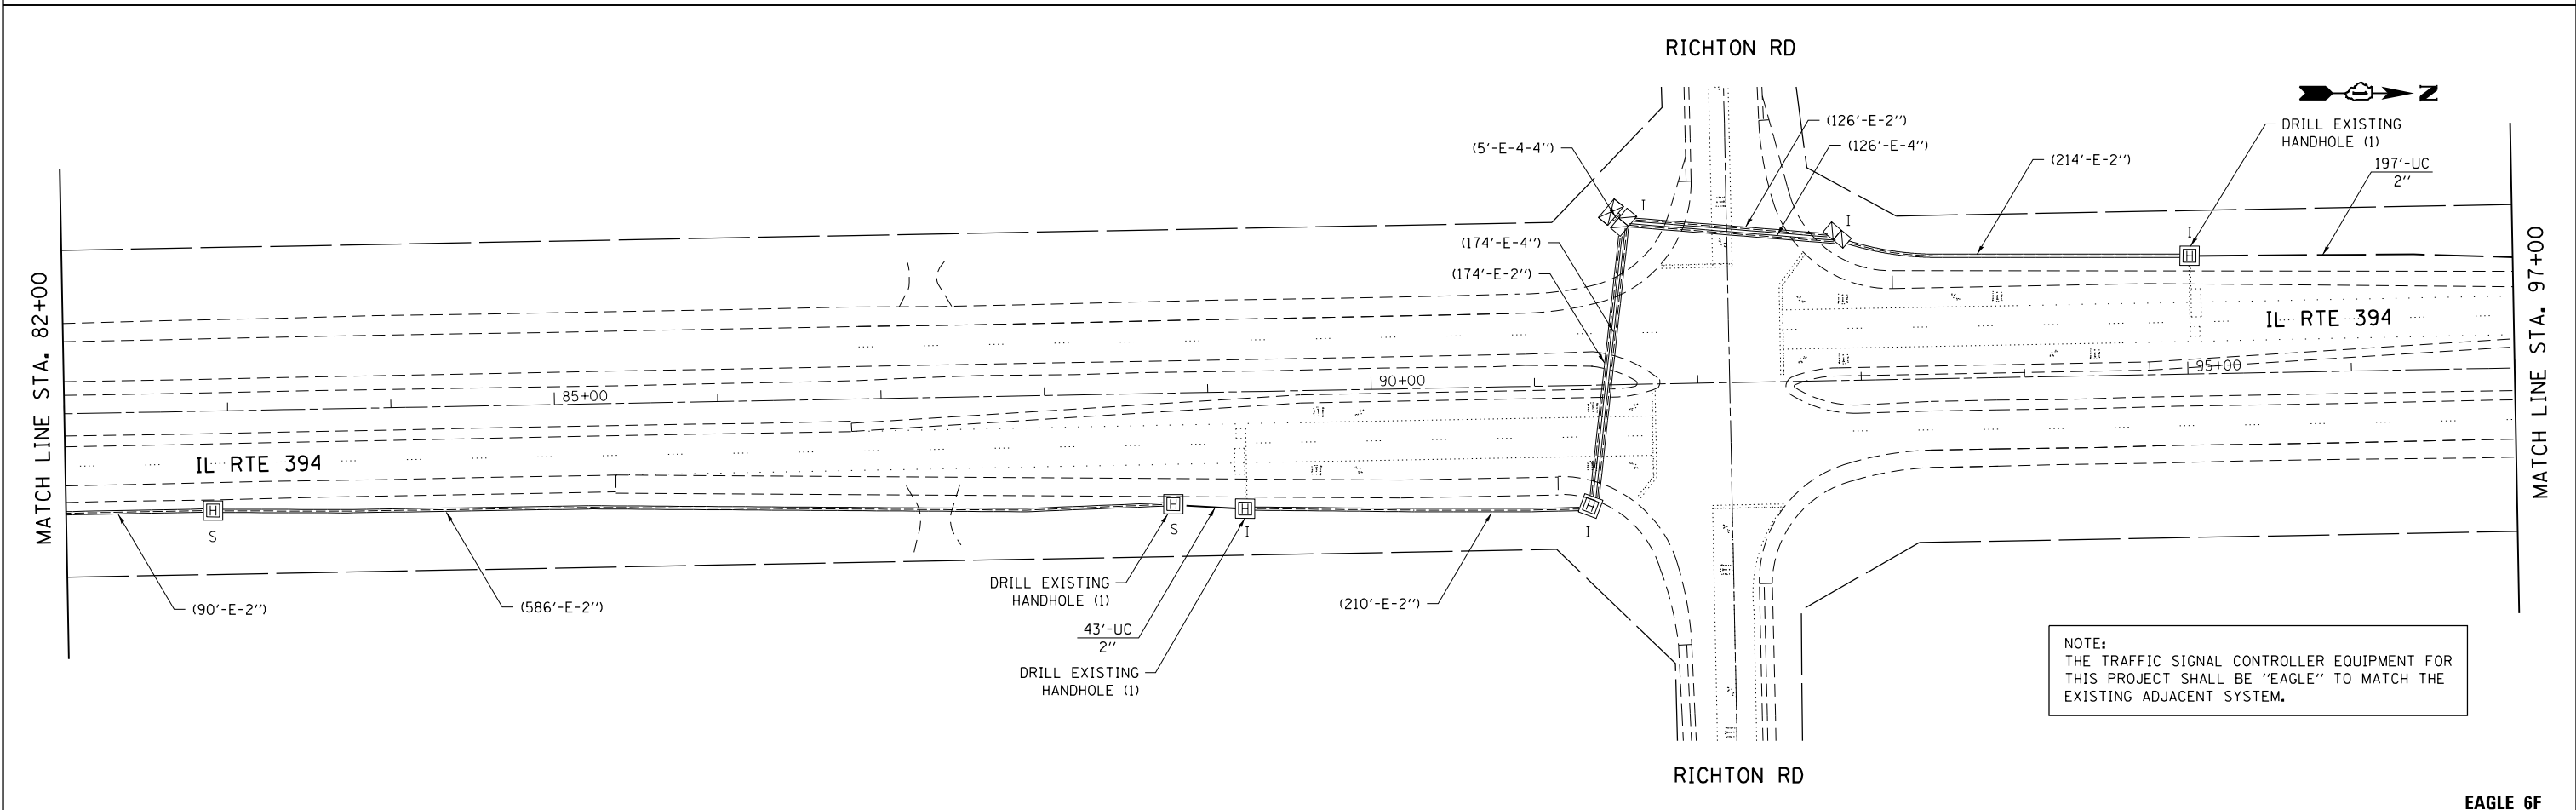 RICHTON RD
N
(126'-E-2")
(126'-E-4")
(5'-E-4-4")
DRILL EXISTING
HANDHOLE (1)
(214'-E-2")
197'-UC
2"
I
I
I
H
(174'-E-4")
(174'-E-2")
MATCH LINE STA. 82+00
MATCH LINE STA. 97+00
IL RTE 394
95+00
90+00
85+00
IL RTE 394
H
S
H
S
H
I
H
I
(90'-E-2")
(586'-E-2")
DRILL EXISTING
HANDHOLE (1)
43'-UC
2"
DRILL EXISTING
HANDHOLE (1)
(210'-E-2")
NOTE:
THE TRAFFIC SIGNAL CONTROLLER EQUIPMENT FOR
THIS PROJECT SHALL BE "EAGLE" TO MATCH THE
EXISTING ADJACENT SYSTEM.
RICHTON RD
EAGLE 6F